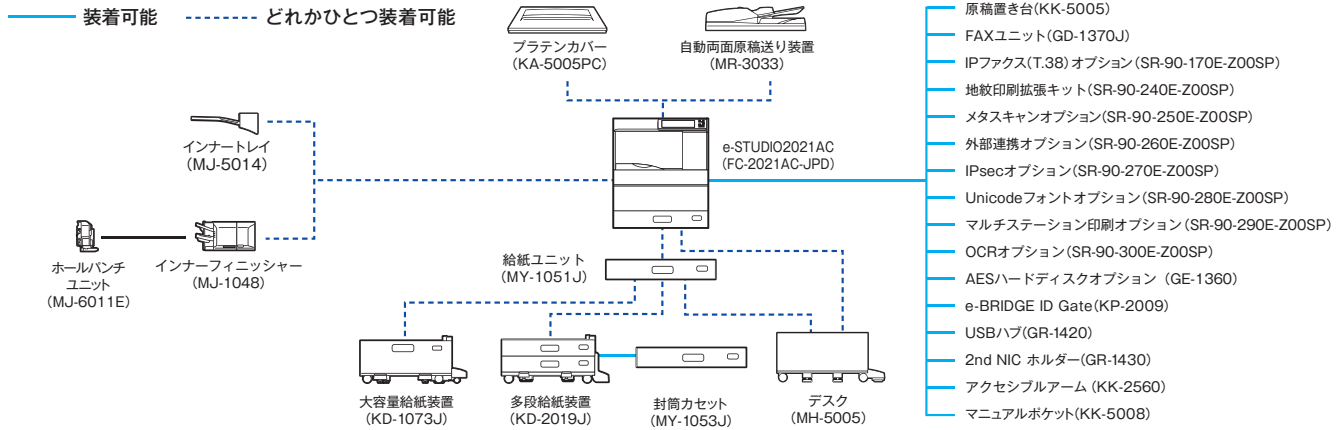 装着可能
どれかひとつ装着可能
プラテンカバー
(KA-5005PC)
自動両面原稿送り装置
(MR-3033)
インナートレイ
(MJ-5014)
e-STUDIO2021AC
(FC-2021AC-JPD)
ホールパンチ
ユニット
(MJ-6011E)
インナーフィニッシャー
(MJ-1048)
給紙ユニット
(MY-1051J)
大容量給紙装置
(KD-1073J)
多段給紙装置
(KD-2019J)
封筒カセット
(MY-1053J)
デスク
(MH-5005)
原稿置き台(KK-5005)
FAXユニット(GD-1370J)
IPファクス(T.38)オプション(SR-90-170E-Z00SP)
地紋印刷拡張キット(SR-90-240E-Z00SP)
メタスキャンオプション(SR-90-250E-Z00SP)
外部連携オプション(SR-90-260E-Z00SP)
IPsecオプション(SR-90-270E-Z00SP)
Unicodeフォントオプション(SR-90-280E-Z00SP)
マルチステーション印刷オプション(SR-90-290E-Z00SP)
OCRオプション(SR-90-300E-Z00SP)
AESハードディスクオプション (GE-1360)
e-BRIDGE ID Gate(KP-2009)
USBハブ(GR-1420)
2nd NIC ホルダー(GR-1430)
アクセシブルアーム(KK-2560)
マニュアルポケット(KK-5008)